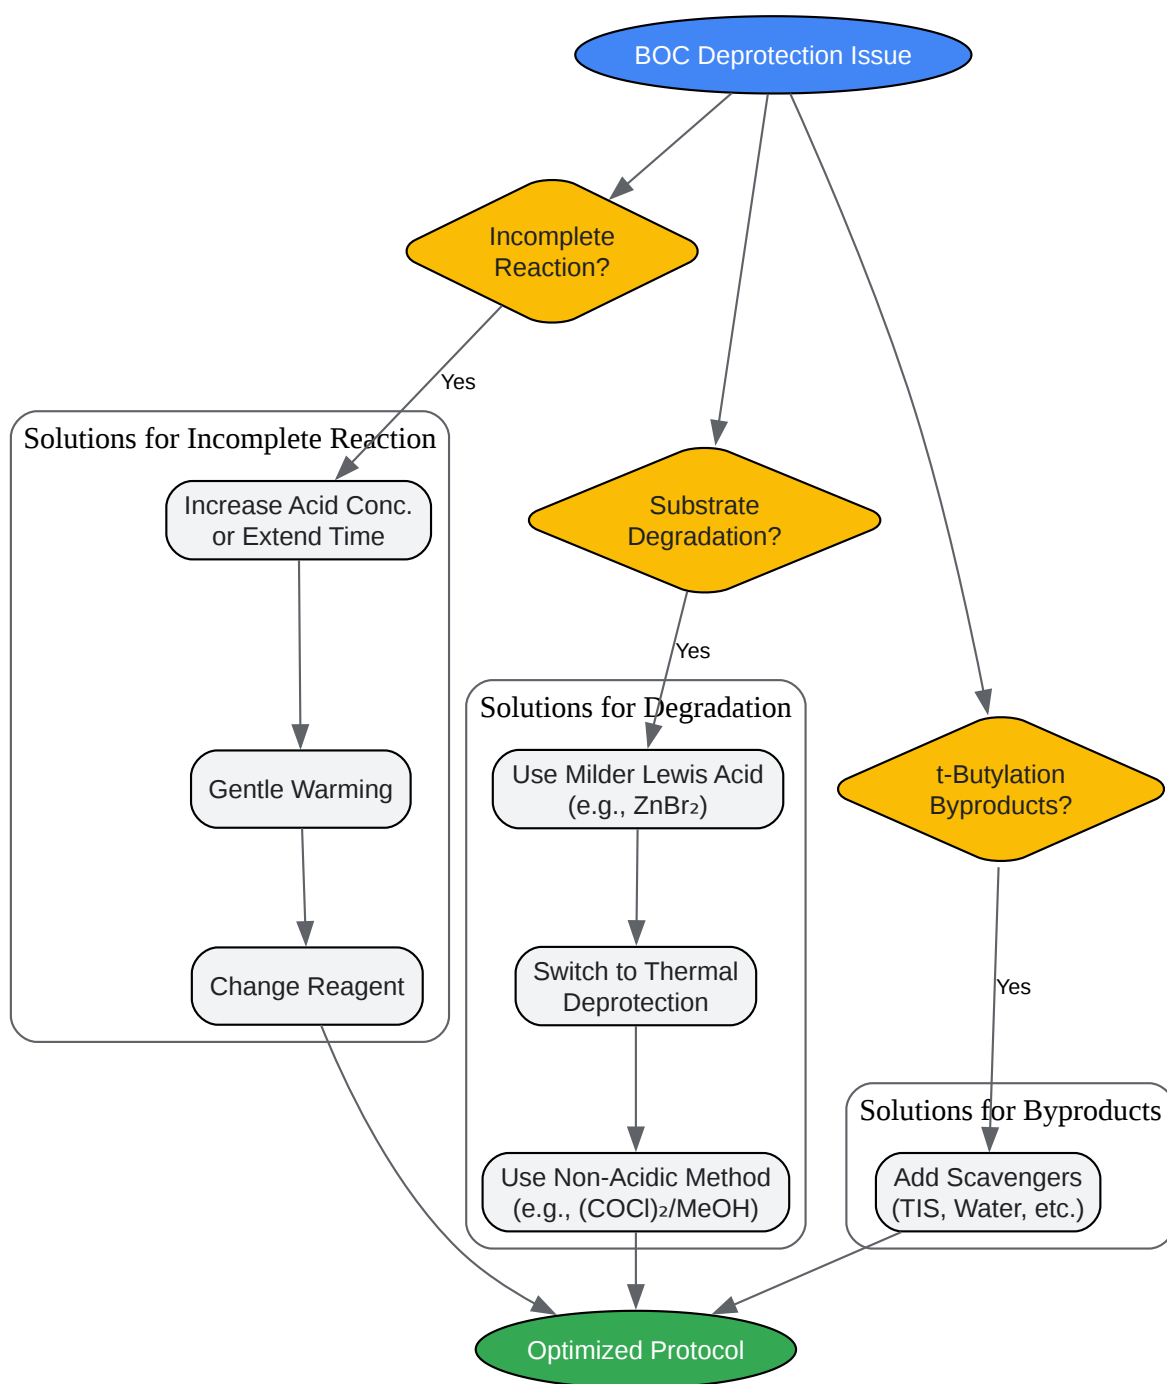 BOC Deprotection Issue
Incomplete
Reaction?
Yes
Solutions for Incomplete Reaction
Increase Acid Conc.
or Extend Time
Gentle Warming
Change Reagent
Substrate
Degradation?
Yes
Solutions for Degradation
Use Milder Lewis Acid
(e.g., ZnBr₂)
Switch to Thermal
Deprotection
Use Non-Acidic Method
(e.g., (COCl)₂/MeOH)
t-Butylation
Byproducts?
Yes
Solutions for Byproducts
Add Scavengers
(TIS, Water, etc.)
Optimized Protocol